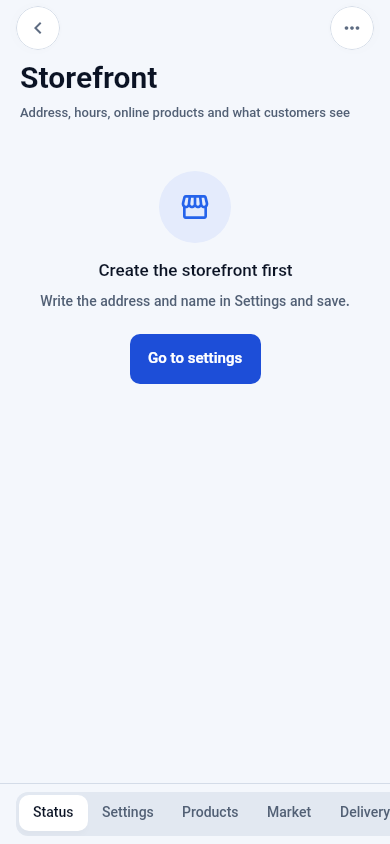 Storefront
Address, hours, online products and what customers see
Create the storefront first
Write the address and name in Settings and save.
Go to settings
Status Settings Products Market Delivery